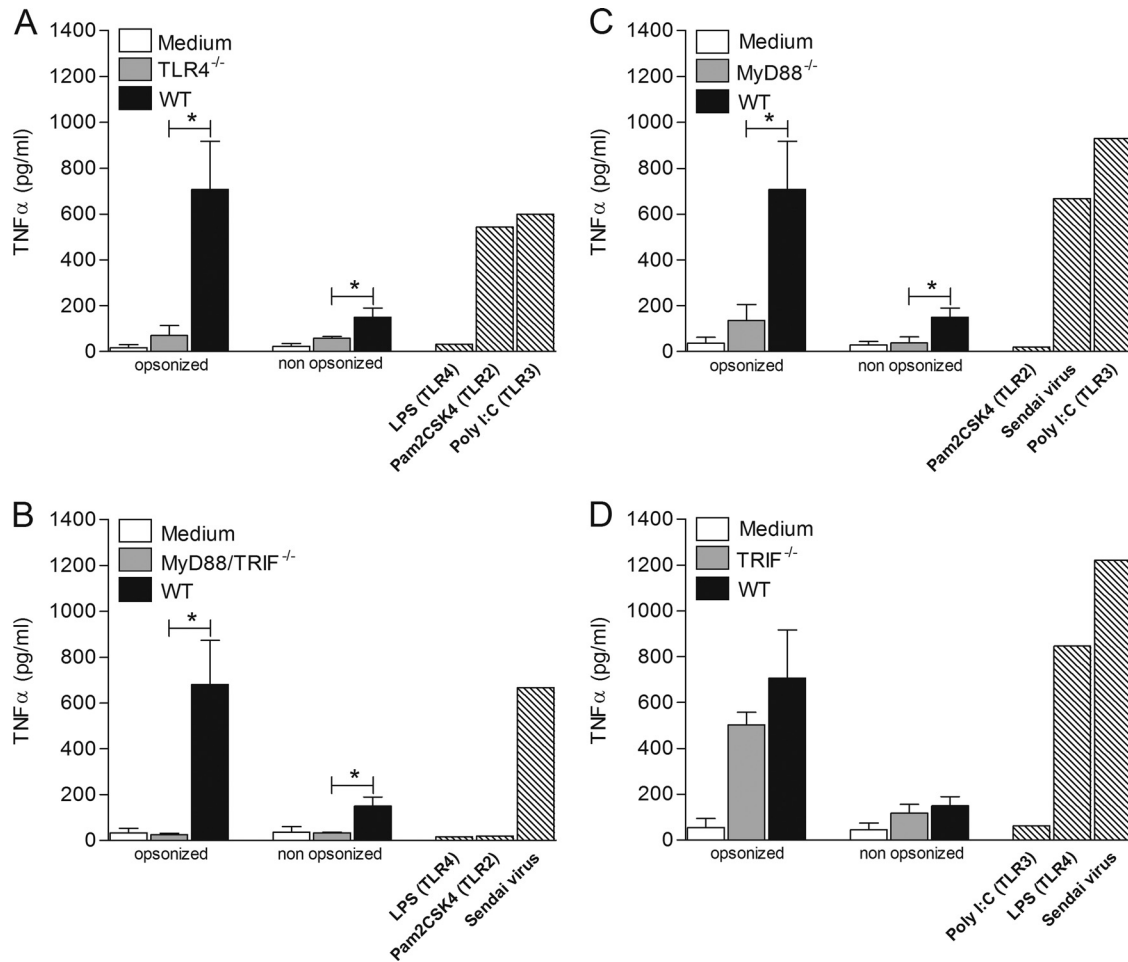 A
1400
1200
1000
800
600
400
200
0
TNFα (pg/ml)
Medium
TLR4-/-
WT
*
*
opsonized
non opsonized
LPS (TLR4)
Pam2CSK4 (TLR2)
Poly I:C (TLR3)
C
1400
1200
1000
800
600
400
200
0
TNFα (pg/ml)
Medium
MyD88-/-
WT
*
*
opsonized
non opsonized
Pam2CSK4 (TLR2)
Sendai virus
Poly I:C (TLR3)
B
1400
1200
1000
800
600
400
200
0
TNFα (pg/ml)
Medium
MyD88/TRIF-/-
WT
*
*
opsonized
non opsonized
LPS (TLR4)
Pam2CSK4 (TLR2)
Sendai virus
D
1400
1200
1000
800
600
400
200
0
TNFα (pg/ml)
Medium
TRIF-/-
WT
opsonized
non opsonized
Poly I:C (TLR3)
LPS (TLR4)
Sendai virus